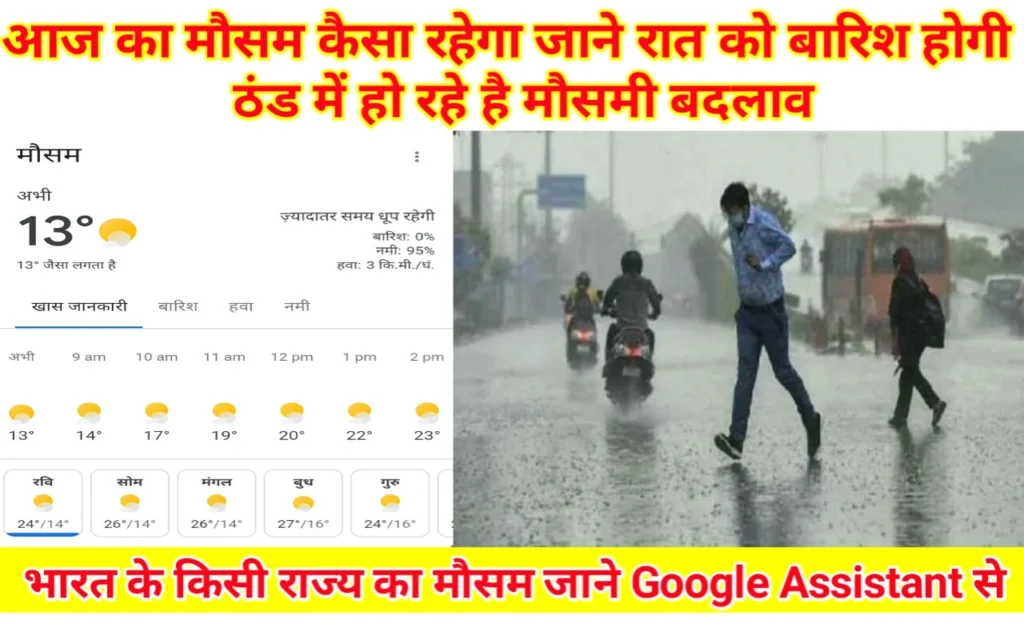 आज का मौसम कैसा रहेगा जाने रात को बारिश होगी
ठंड में हो रहे है मौसमी बदलाव
मौसम
अभी
13°
ज़्यादातर समय धूप रहेगी
बारिश: 0%
नमी: 95%
13° जैसा लगता है
हवा: 3 कि.मी./घं.
खास जानकारी बारिश हवा नमी
अभी 9 am 10 am 11 am 12 pm 1 pm 2 pm
13° 14° 17° 19° 20° 22° 23°
रवि सोम मंगल बुध गुरु
24°/14° 26°/14° 26°/14° 27°/16° 24°/16°
भारत के किसी राज्य का मौसम जाने Google Assistant से